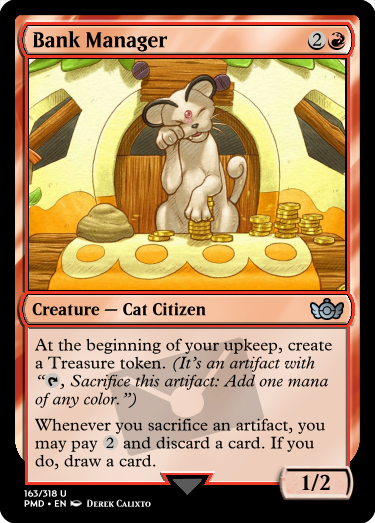 Bank Manager 2
Creature — Cat Citizen
At the beginning of your upkeep, create
a Treasure token. (It's an artifact with
“, Sacrifice this artifact: Add one mana
of any color.”)
Whenever you sacrifice an artifact, you
may pay 2 and discard a card. If you
do, draw a card.
1/2
163/318 U
PMD • EN Derek Calixto